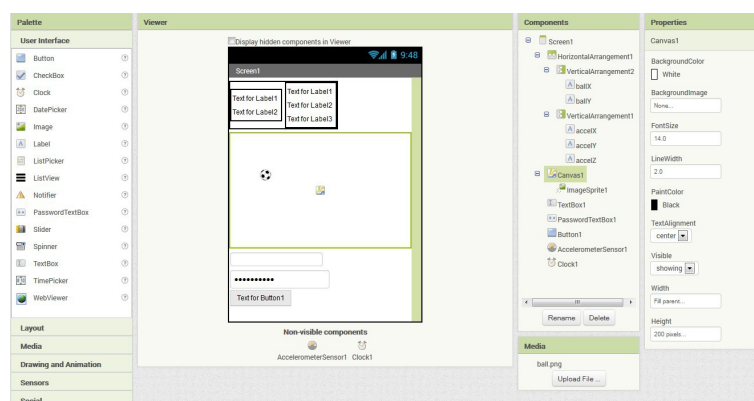 Palette
User Interface
Button
CheckBox
Clock
DatePicker
Image
Label
ListPicker
ListView
Notifier
PasswordTextBox
Slider
Spinner
TextBox
TimePicker
WebViewer
Layout
Media
Drawing and Animation
Sensors
Social
Viewer
Display hidden components in Viewer
9:48
Screen1
Text for Label1
Text for Label2
Text for Label1
Text for Label2
Text for Label3
Text for Button1
Non-visible components
AccelerometerSensor1 Clock1
Components
Screen1
HorizontalArrangement1
VerticalArrangement2
ballX
ballY
VerticalArrangement1
accelX
accelY
accelZ
Canvas1
ImageSprite1
TextBox1
PasswordTextBox1
Button1
AccelerometerSensor1
Clock1
Rename Delete
Media
ball.png
Upload File ...
Properties
Canvas1
BackgroundColor
White
BackgroundImage
None...
FontSize
14.0
LineWidth
2.0
PaintColor
Black
TextAlignment
center
Visible
showing
Width
Fill parent...
Height
200 pixels...